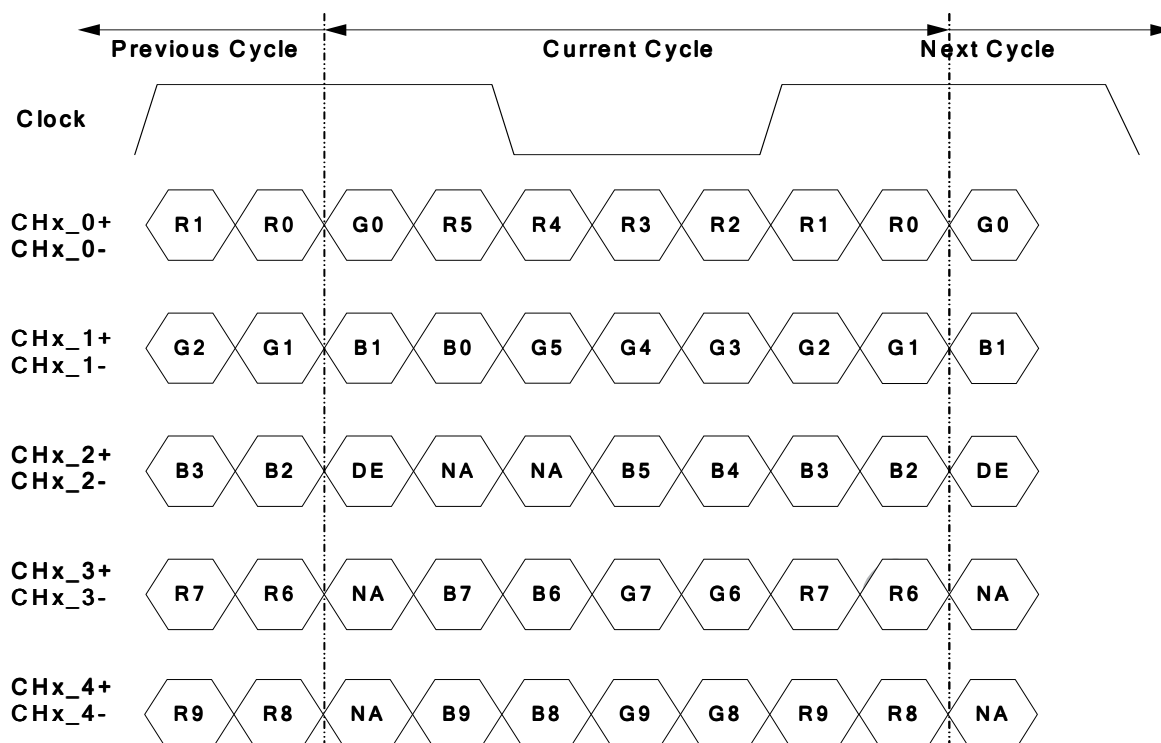 Previous Cycle Current Cycle Next Cycle
Clock
CHx_0+
CHx_0-
R1 R0 G0 R5 R4 R3 R2 R1 R0 G0
CHx_1+
CHx_1-
G2 G1 B1 B0 G5 G4 G3 G2 G1 B1
CHx_2+
CHx_2-
B3 B2 DE NA NA B5 B4 B3 B2 DE
CHx_3+
CHx_3-
R7 R6 NA B7 B6 G7 G6 R7 R6 NA
CHx_4+
CHx_4-
R9 R8 NA B9 B8 G9 G8 R9 R8 NA